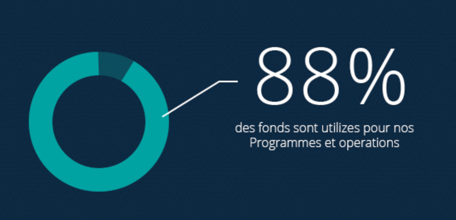 88%
des fonds sont utilizes pour nos
Programmes et operations